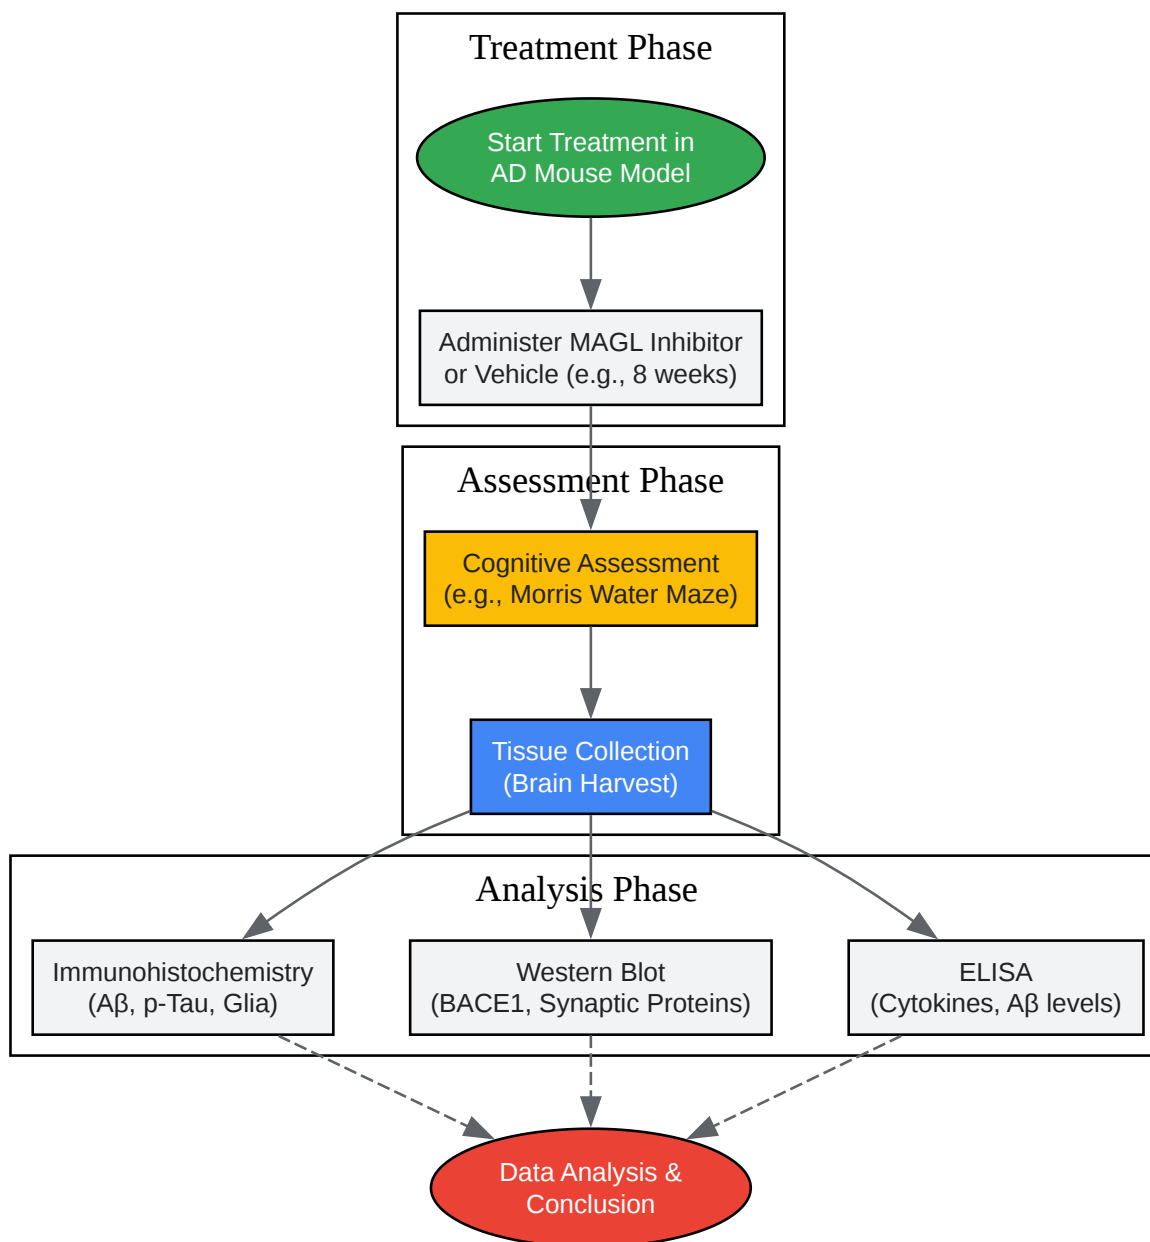 Treatment Phase
Start Treatment in
AD Mouse Model
Administer MAGL Inhibitor
or Vehicle (e.g., 8 weeks)
Assessment Phase
Cognitive Assessment
(e.g., Morris Water Maze)
Tissue Collection
(Brain Harvest)
Analysis Phase
Immunohistochemistry
(Aβ, p-Tau, Glia)
Western Blot
(BACE1, Synaptic Proteins)
ELISA
(Cytokines, Aβ levels)
Data Analysis &
Conclusion